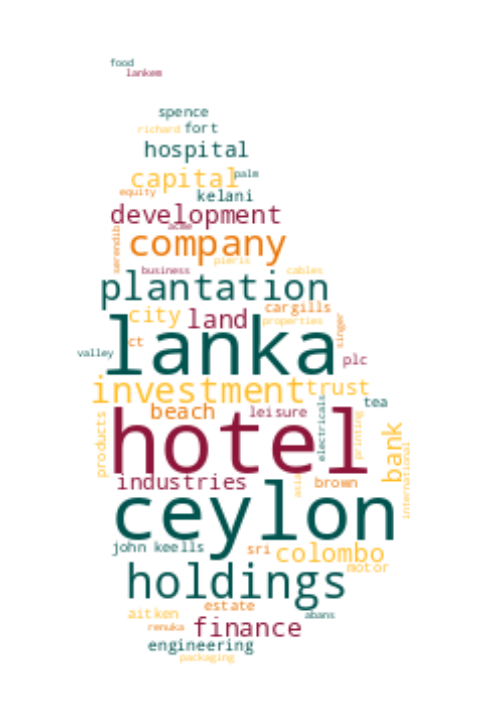 food
lankem
spence
richard fort
hospital
capital palm
equity kelani
development
acme
serendib
company
pieris
business cables
plantation
cargills
city land properties
singer
lanka
ct
valley plc
investment trust
tea
beach leisure
electricals
printing
products
hotel
bank
international
industries asia brown
ceylon
john keells sri colombo
motor
holdings
estate
aitken abans
renuka finance
engineering
packaging